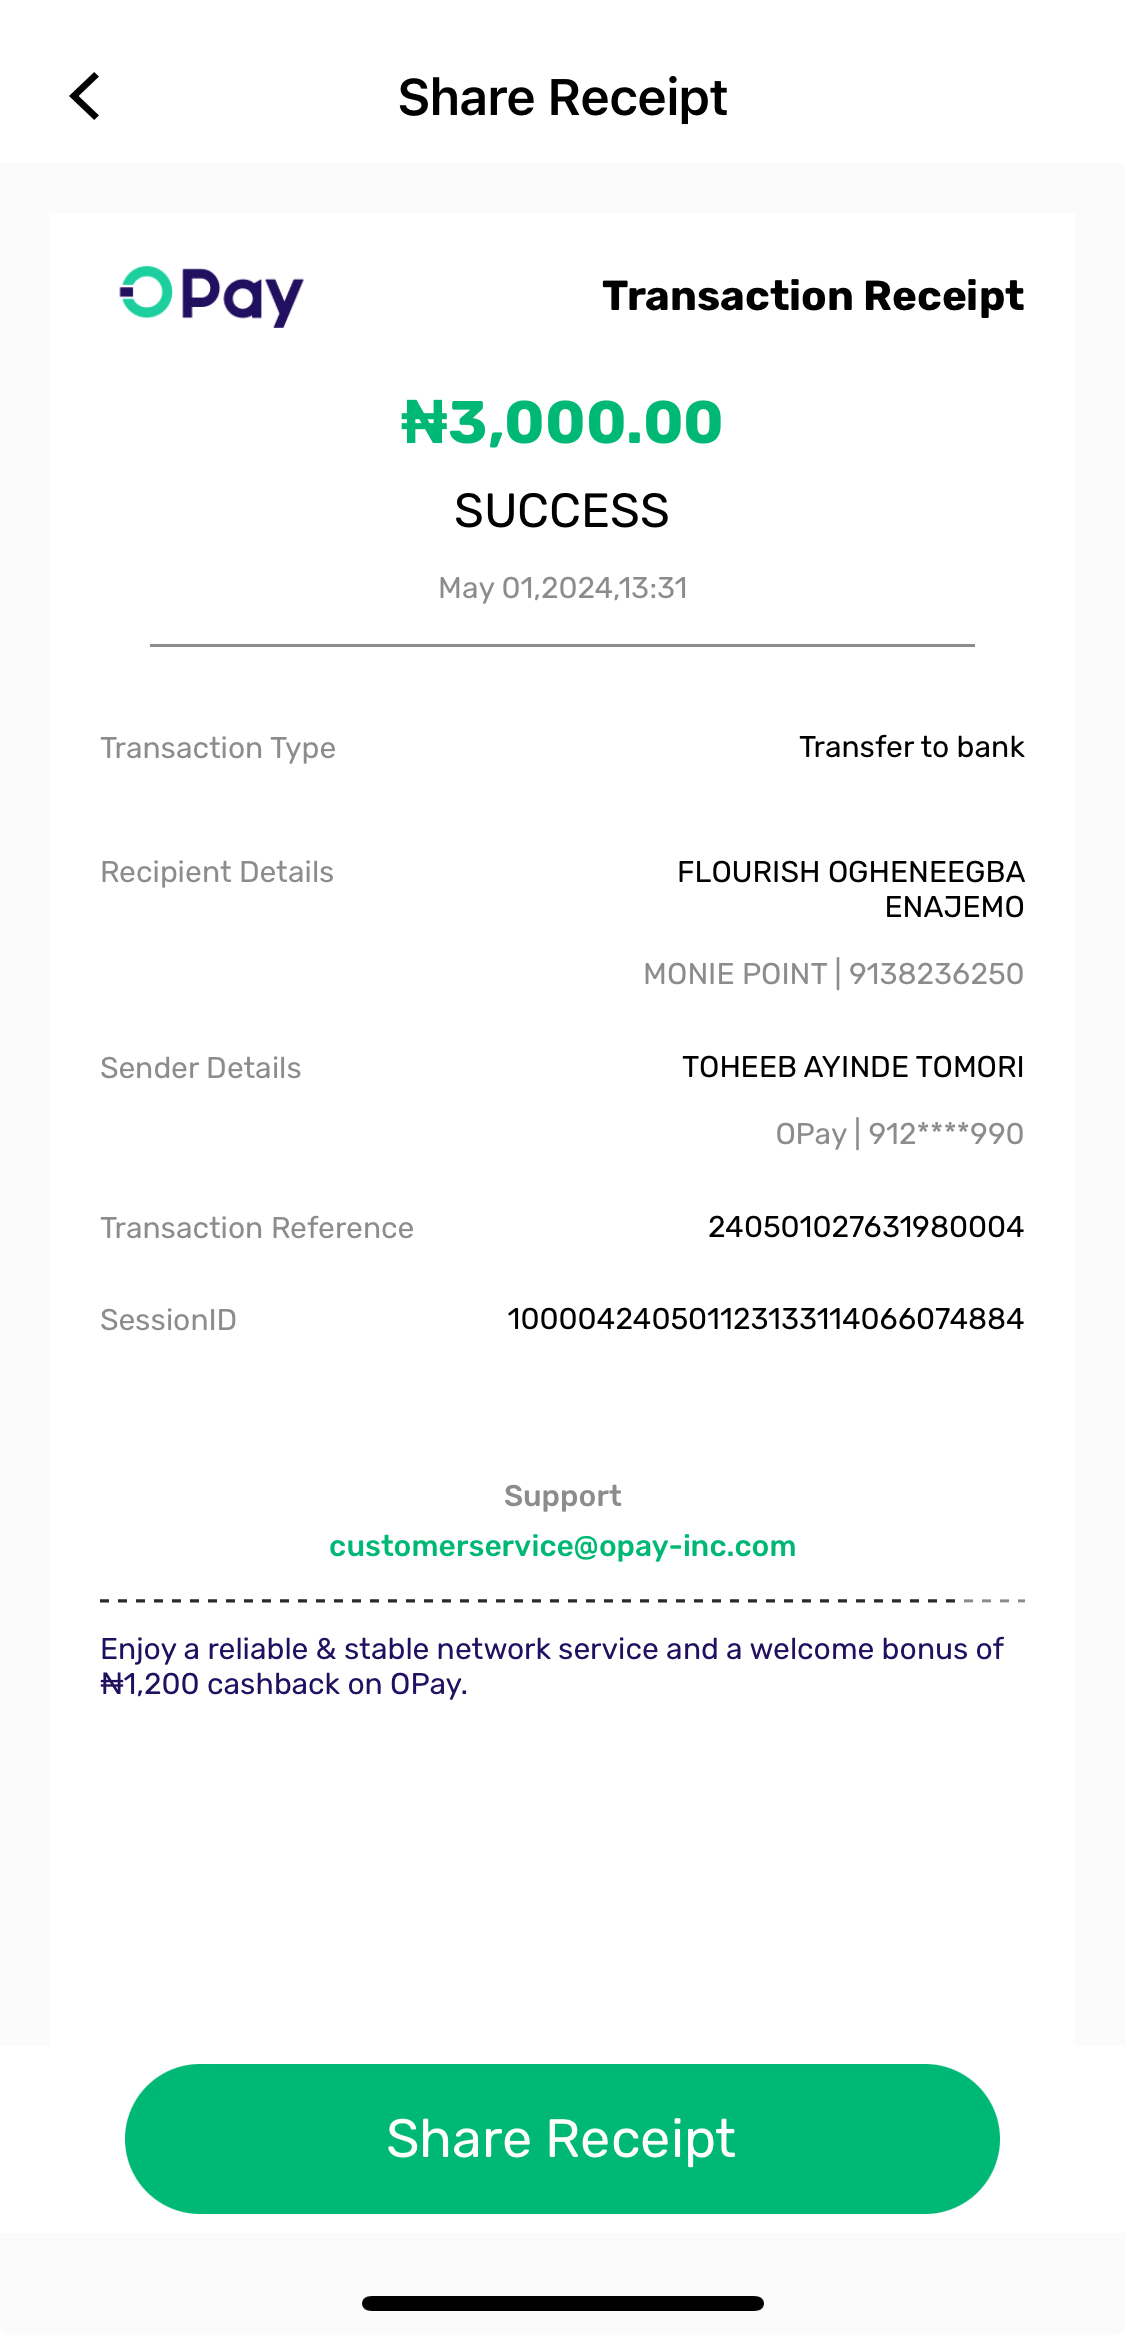 Share Receipt
OPay
Transaction Receipt
₦3,000.00
SUCCESS
May 01,2024,13:31
Transaction Type
Transfer to bank
Recipient Details
FLOURISH OGHENEEGBA
ENAJEMO
MONIE POINT | 9138236250
Sender Details
TOHEEB AYINDE TOMORI
OPay | 912****990
Transaction Reference
240501027631980004
SessionID
100004240501123133114066074884
Support
customerservice@opay-inc.com
Enjoy a reliable & stable network service and a welcome bonus of
₦1,200 cashback on OPay.
Share Receipt